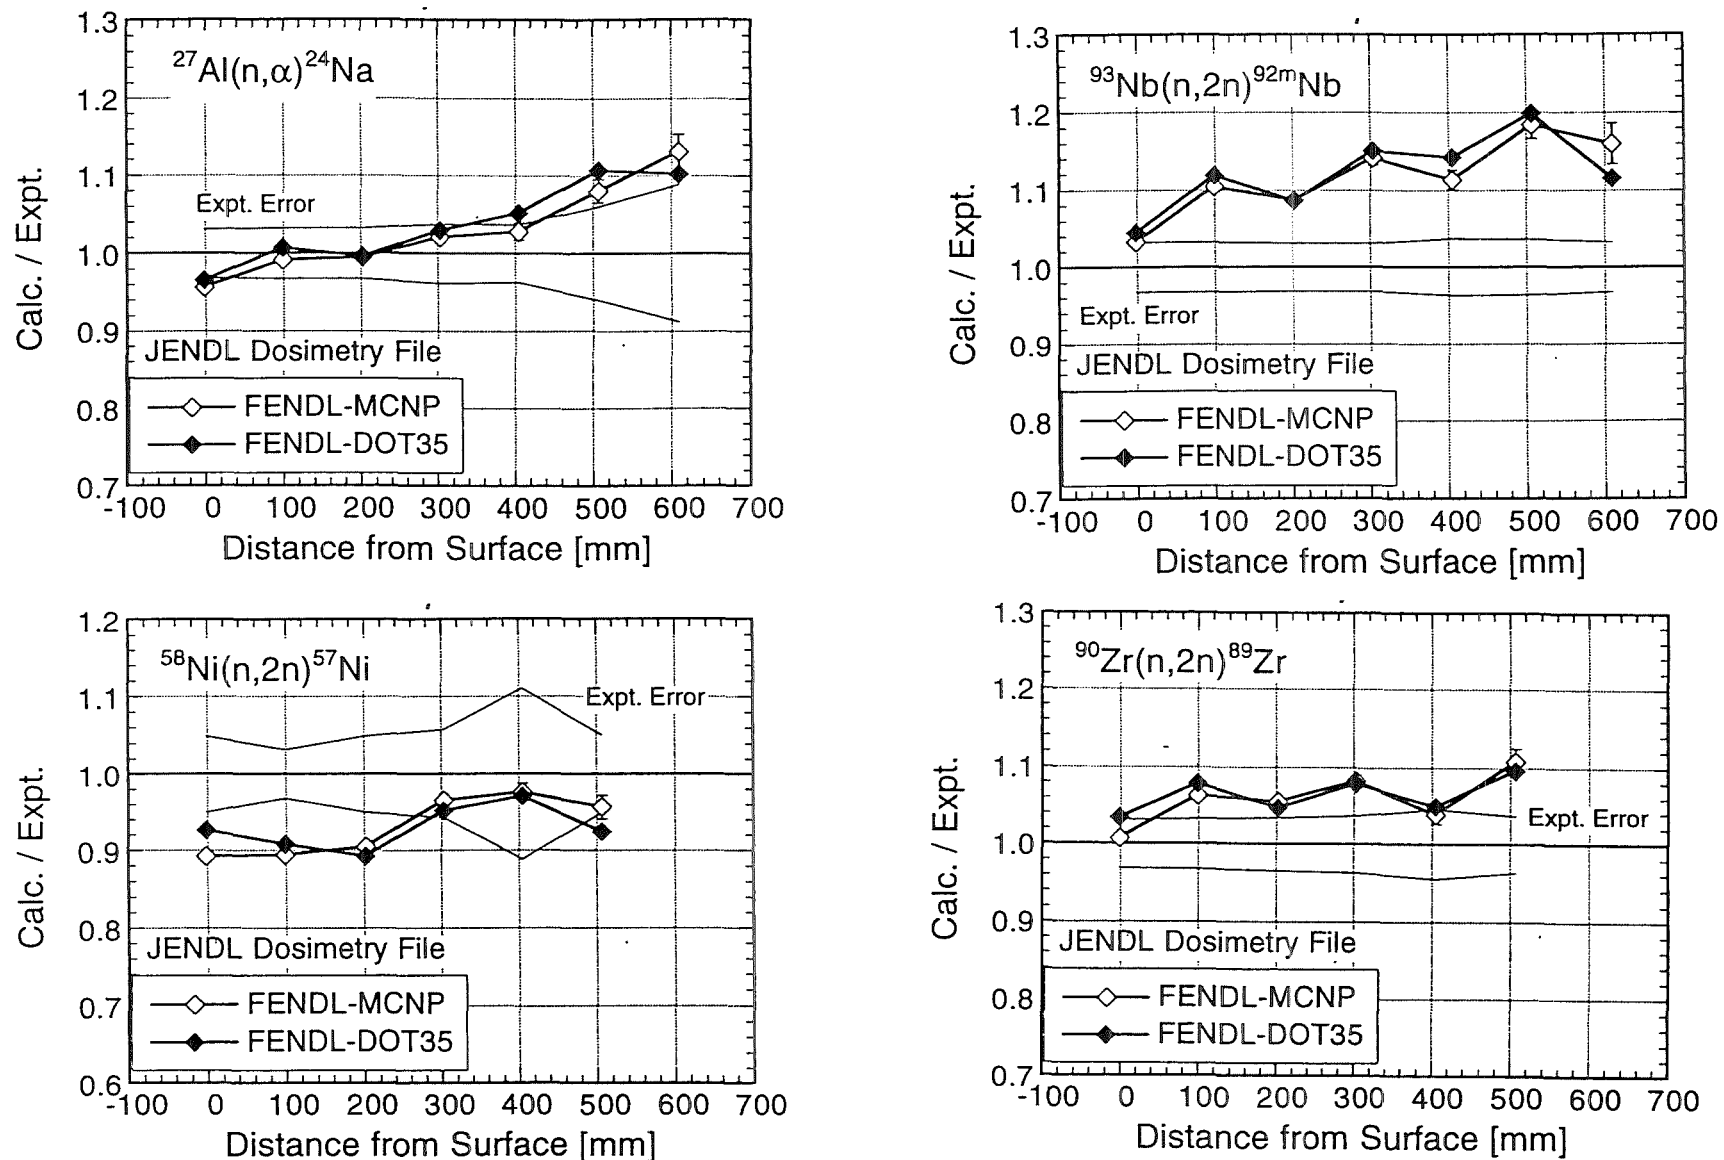 1.3
1.2
1.1
1.0
0.9
0.8
0.7
²⁷Al(n,α)²⁴Na
Expt. Error
Calc. / Expt.
JENDL Dosimetry File
FENDL-MCNP
FENDL-DOT35
-100 0 100 200 300 400 500 600 700
Distance from Surface [mm]
1.3
1.2
1.1
1.0
0.9
0.8
0.7
⁹³Nb(n,2n)⁹²ᵐNb
Calc. / Expt.
Expt. Error
JENDL Dosimetry File
FENDL-MCNP
FENDL-DOT35
-100 0 100 200 300 400 500 600 700
Distance from Surface [mm]
1.2
1.1
1.0
0.9
0.8
0.7
0.6
⁵⁸Ni(n,2n)⁵⁷Ni
Expt. Error
Calc. / Expt.
JENDL Dosimetry File
FENDL-MCNP
FENDL-DOT35
-100 0 100 200 300 400 500 600 700
Distance from Surface [mm]
1.3
1.2
1.1
1.0
0.9
0.8
0.7
⁹⁰Zr(n,2n)⁸⁹Zr
Expt. Error
Calc. / Expt.
JENDL Dosimetry File
FENDL-MCNP
FENDL-DOT35
-100 0 100 200 300 400 500 600 700
Distance from Surface [mm]